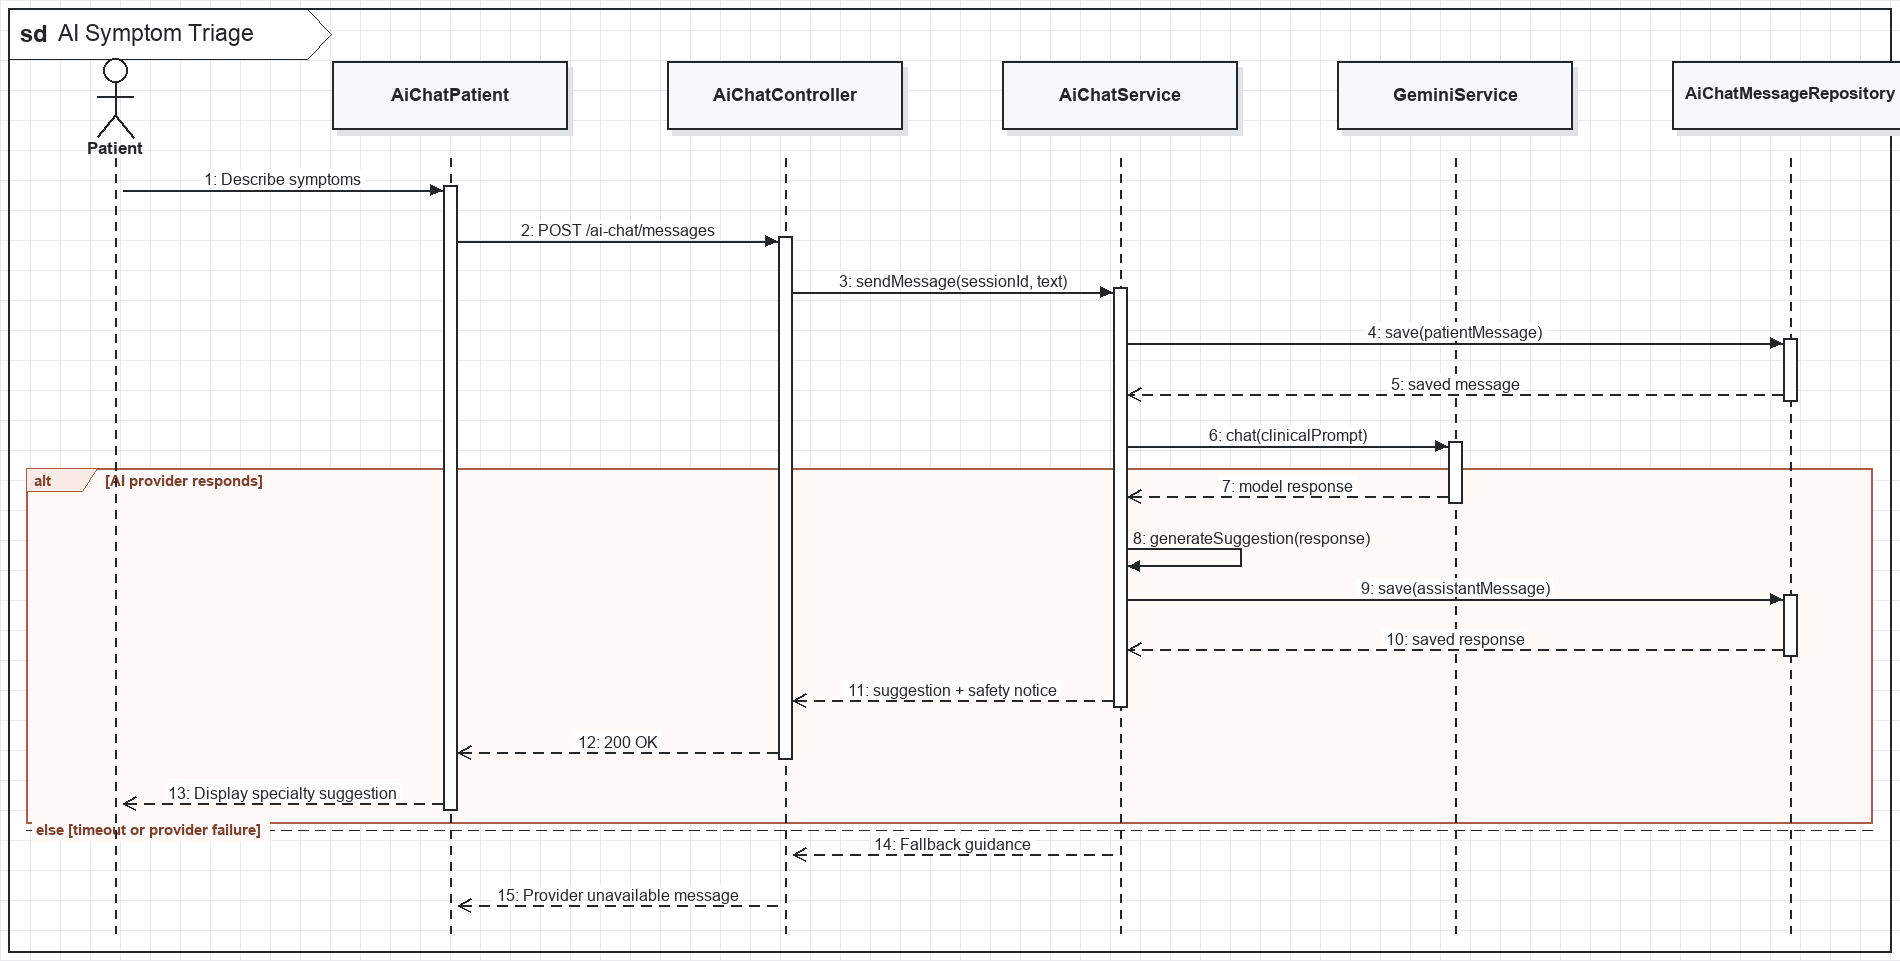 sd AI Symptom Triage
Patient
AiChatPatient
AiChatController
AiChatService
GeminiService
AiChatMessageRepository
1: Describe symptoms
2: POST /ai-chat/messages
3: sendMessage(sessionId, text)
4: save(patientMessage)
5: saved message
6: chat(clinicalPrompt)
alt [AI provider responds]
7: model response
8: generateSuggestion(response)
9: save(assistantMessage)
10: saved response
11: suggestion + safety notice
12: 200 OK
13: Display specialty suggestion
else [timeout or provider failure]
14: Fallback guidance
15: Provider unavailable message